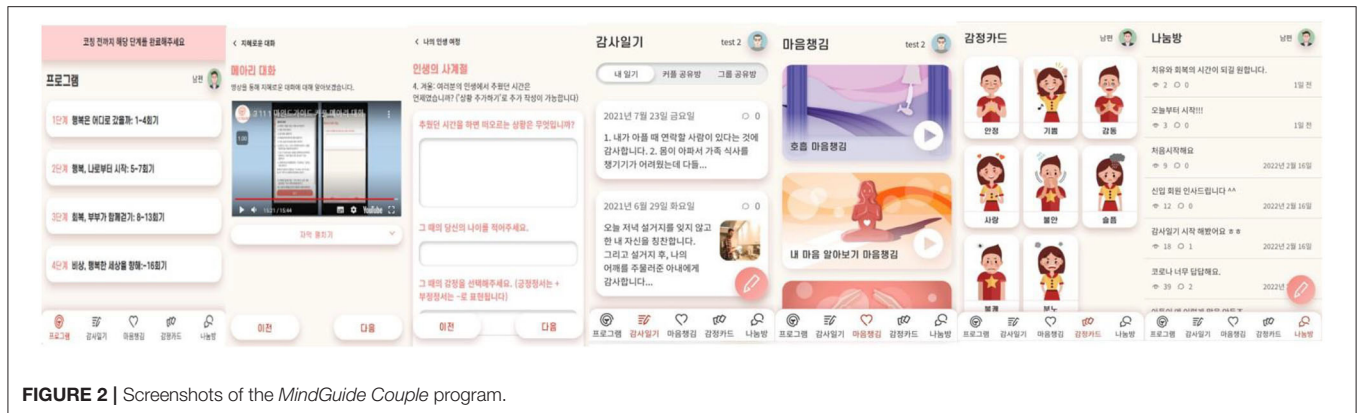 코칭 전까지 해당 단계를 완료해주세요
프로그램
남편
1단계 행복은 어디로 갔을까: 1-4회기
2단계 행복, 나로부터 시작: 5-7회기
3단계 회복, 부부가 함께걷기: 8-13회기
4단계 비상, 행복한 세상을 향해:~16회기
프로그램 감사일기 마음챙김 감정카드 나눔방
< 지혜로운 대화
메아리 대화
영상을 통해 지혜로운 대화에 대해 알아보겠습니다.
1:00
15:21 / 15:44
YouTube
자막 펼치기
이전 다음
< 나의 인생 여정
인생의 사계절
4. 겨울: 여러분의 인생에서 추웠던 시간은
언제였습니까? ('상황 추가하기'로 추가 작성이 가능합니다)
추웠던 시간을 하면 떠오르는 상황은 무엇입니까?
그 때의 당신의 나이를 적어주세요.
그 때의 감정을 선택해주세요. (긍정정서는 +
부정정서는 -로 표현됩니다)
이전 다음
감사일기
test 2
내 일기 커플 공유방 그룹 공유방
2021년 7월 23일 금요일 0
1. 내가 아플 때 연락할 사람이 있다는 것에
감사합니다. 2. 몸이 아파서 가족 식사를
챙기기가 어려웠는데 다들...
2021년 6월 29일 화요일 0
오늘 저녁 설거지를 잊지 않고
한 내 자신을 칭찬합니다.
그리고 설거지 후, 나의
어깨를 주물러준 아내에게
감사합니다...
프로그램 감사일기 마음챙김 감정카드 나눔방
마음챙김
test 2
호흡 마음챙김
내 마음 알아보기 마음챙김
프로그램 감사일기 마음챙김 감정카드 나눔방
감정카드
남편
안정 기쁨 감동
사랑 불안 슬픔
불쾌 분노
프로그램 감사일기 마음챙김 감정카드 나눔방
나눔방
남편
치유와 회복의 시간이 되길 원합니다.
2 0 1일 전
오늘부터 시작!!!
3 0 1일 전
처음시작해요
9 0 2022년 2월 16일
신입 회원 인사드립니다 ^^
12 0 2022년 2월 16일
감사일기 시작 해봤어요 ㅎㅎ
18 1 2022년 2월 16일
코로나 너무 답답해요.
39 2 2022년
프로그램 감사일기 마음챙김 감정카드 나눔방
FIGURE 2 | Screenshots of the MindGuide Couple program.